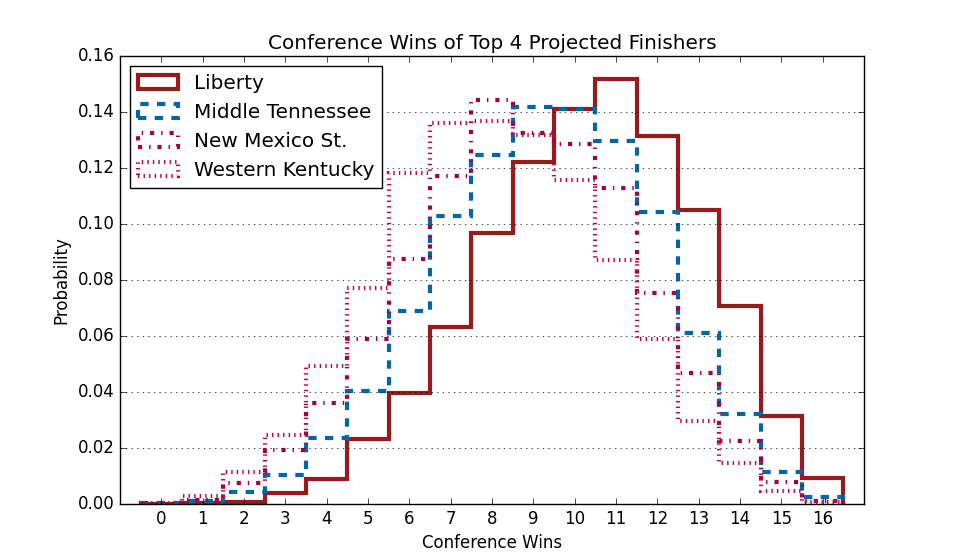 Conference Wins of Top 4 Projected Finishers
0.16
0.14
0.12
0.10
0.08
0.06
0.04
0.02
0.00
Probability
Liberty
Middle Tennessee
New Mexico St.
Western Kentucky
0 1 2 3 4 5 6 7 8 9 10 11 12 13 14 15 16
Conference Wins